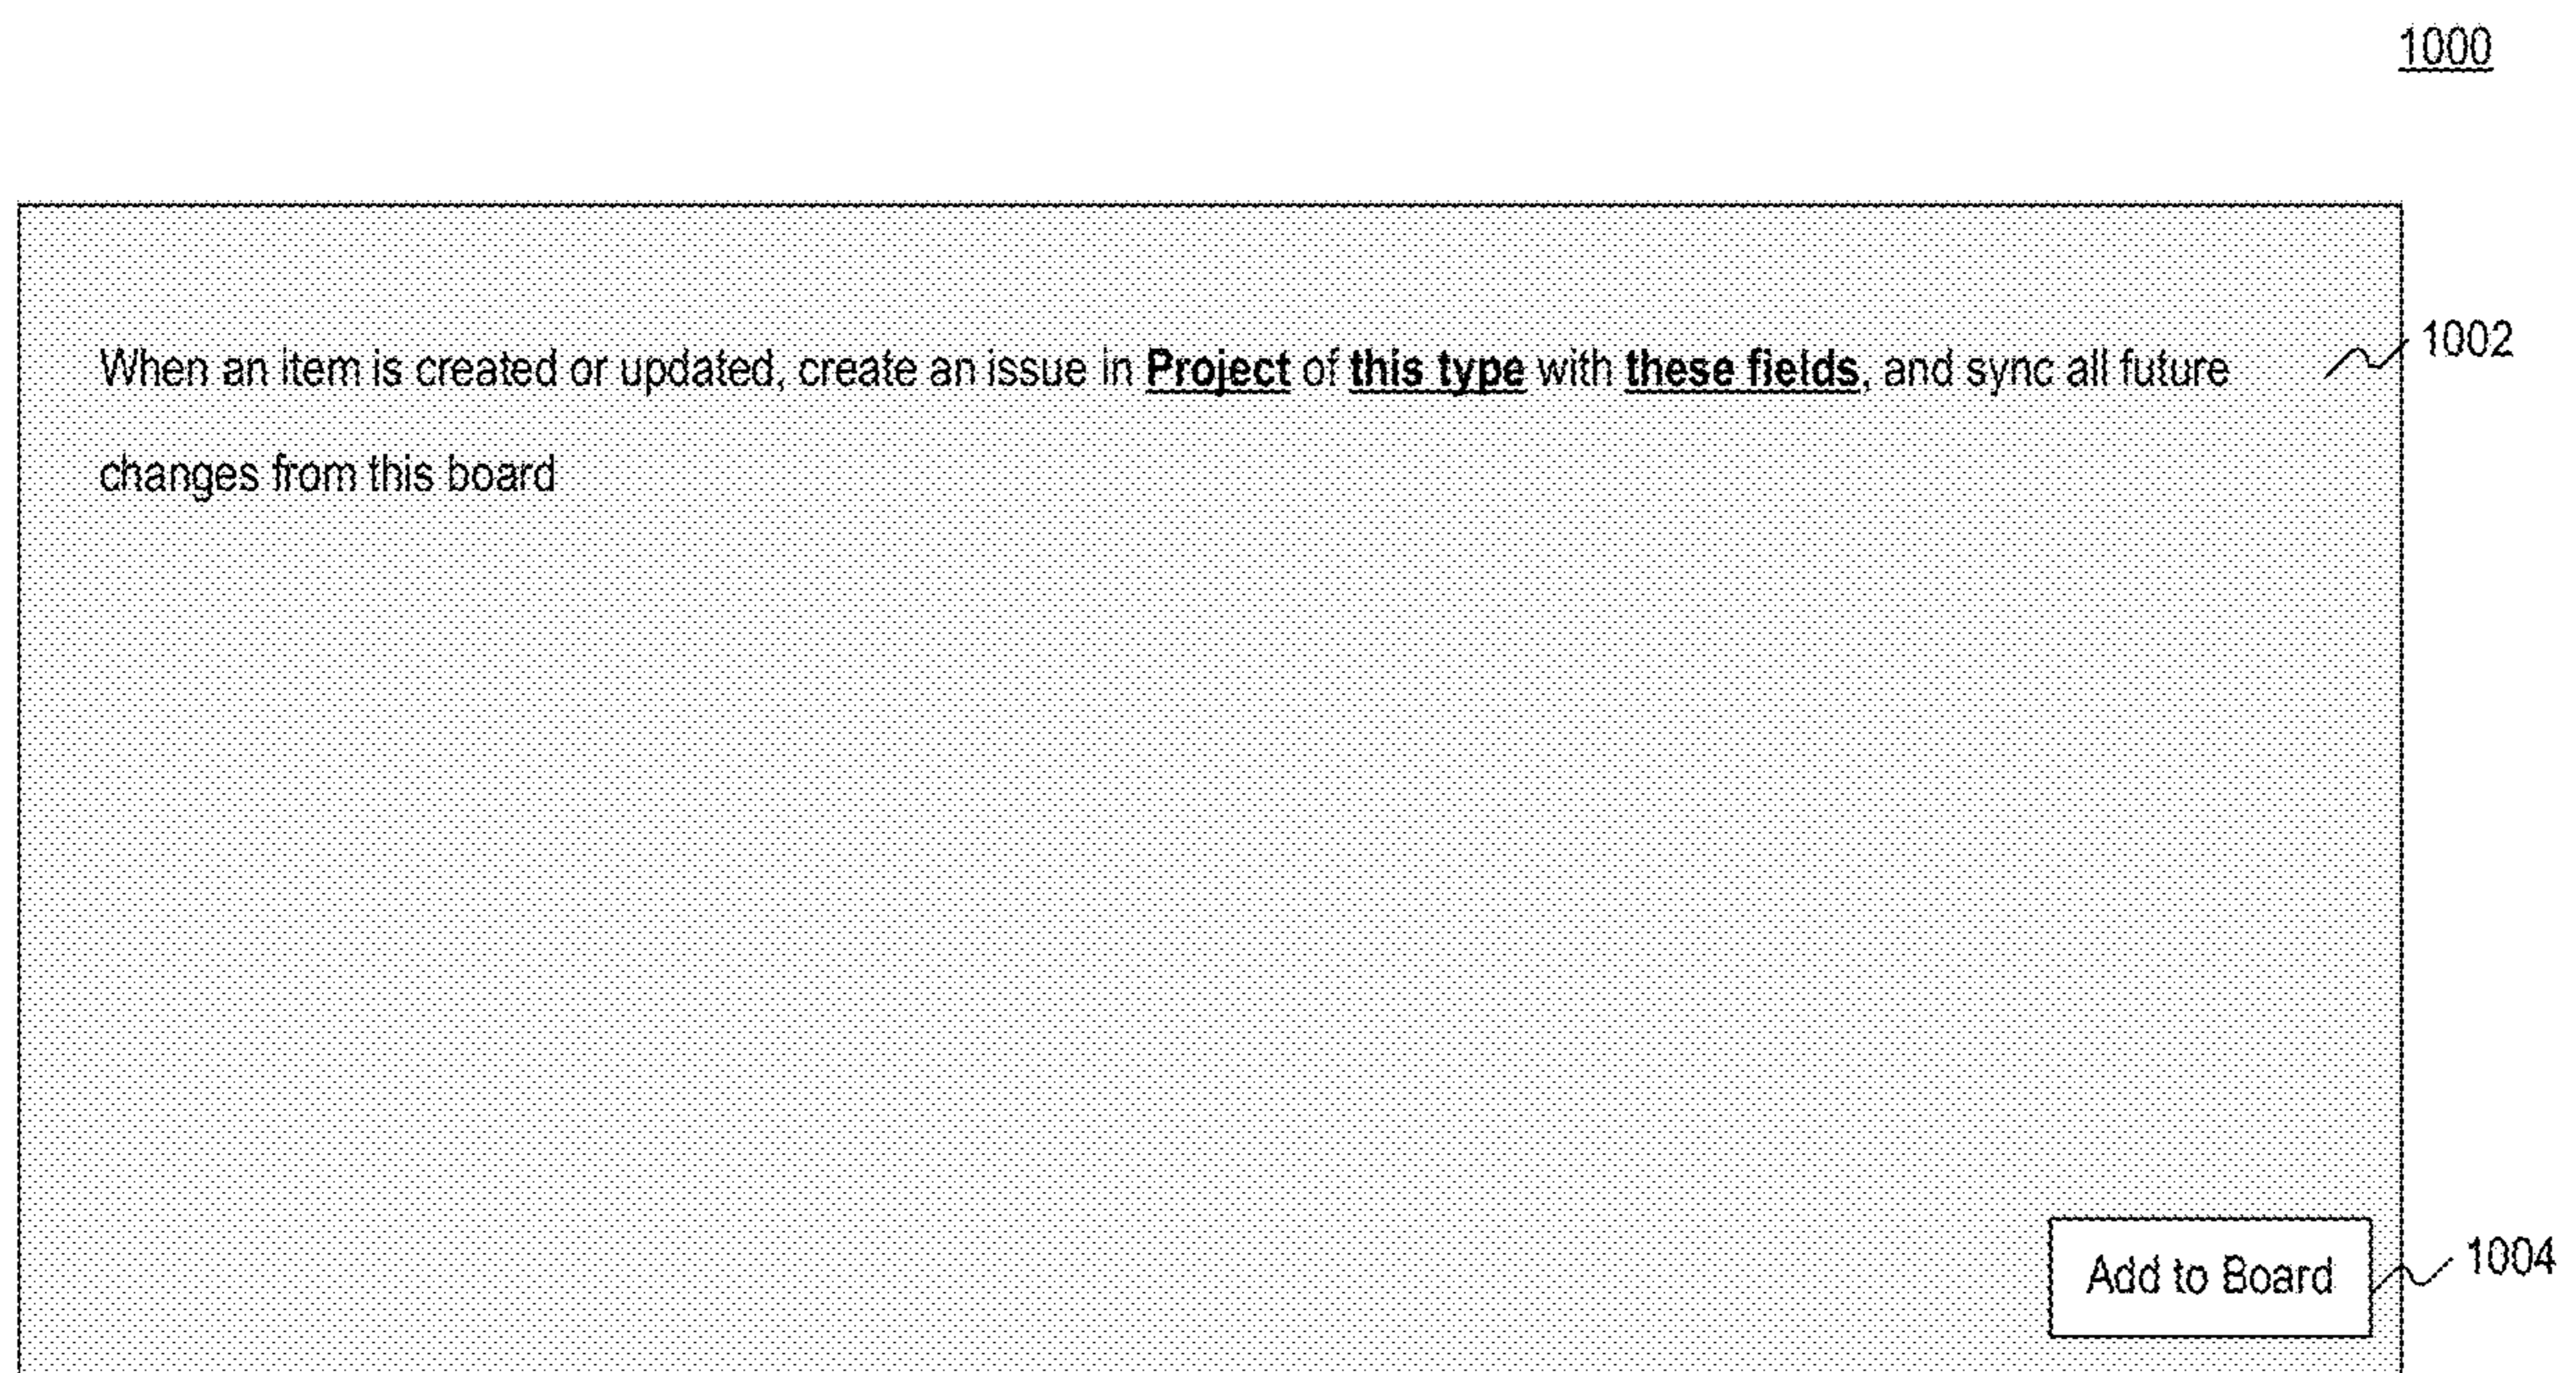 1000
When an item is created or updated, create an issue in Project of this type with these fields, and sync all future
1002
changes from this board
Add to Board
1004